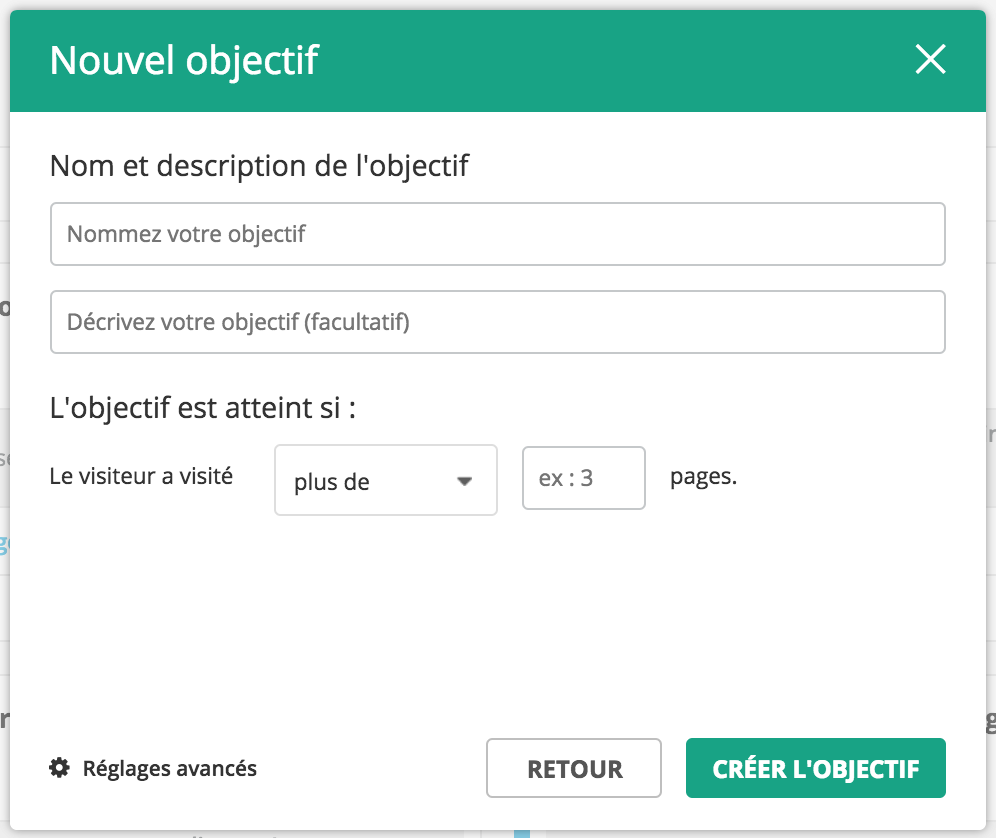 Nouvel objectif
Nom et description de l'objectif
Nommez votre objectif
Décrivez votre objectif (facultatif)
L'objectif est atteint si :
Le visiteur a visité plus de ex : 3 pages.
Réglages avancés RETOUR CRÉER L'OBJECTIF